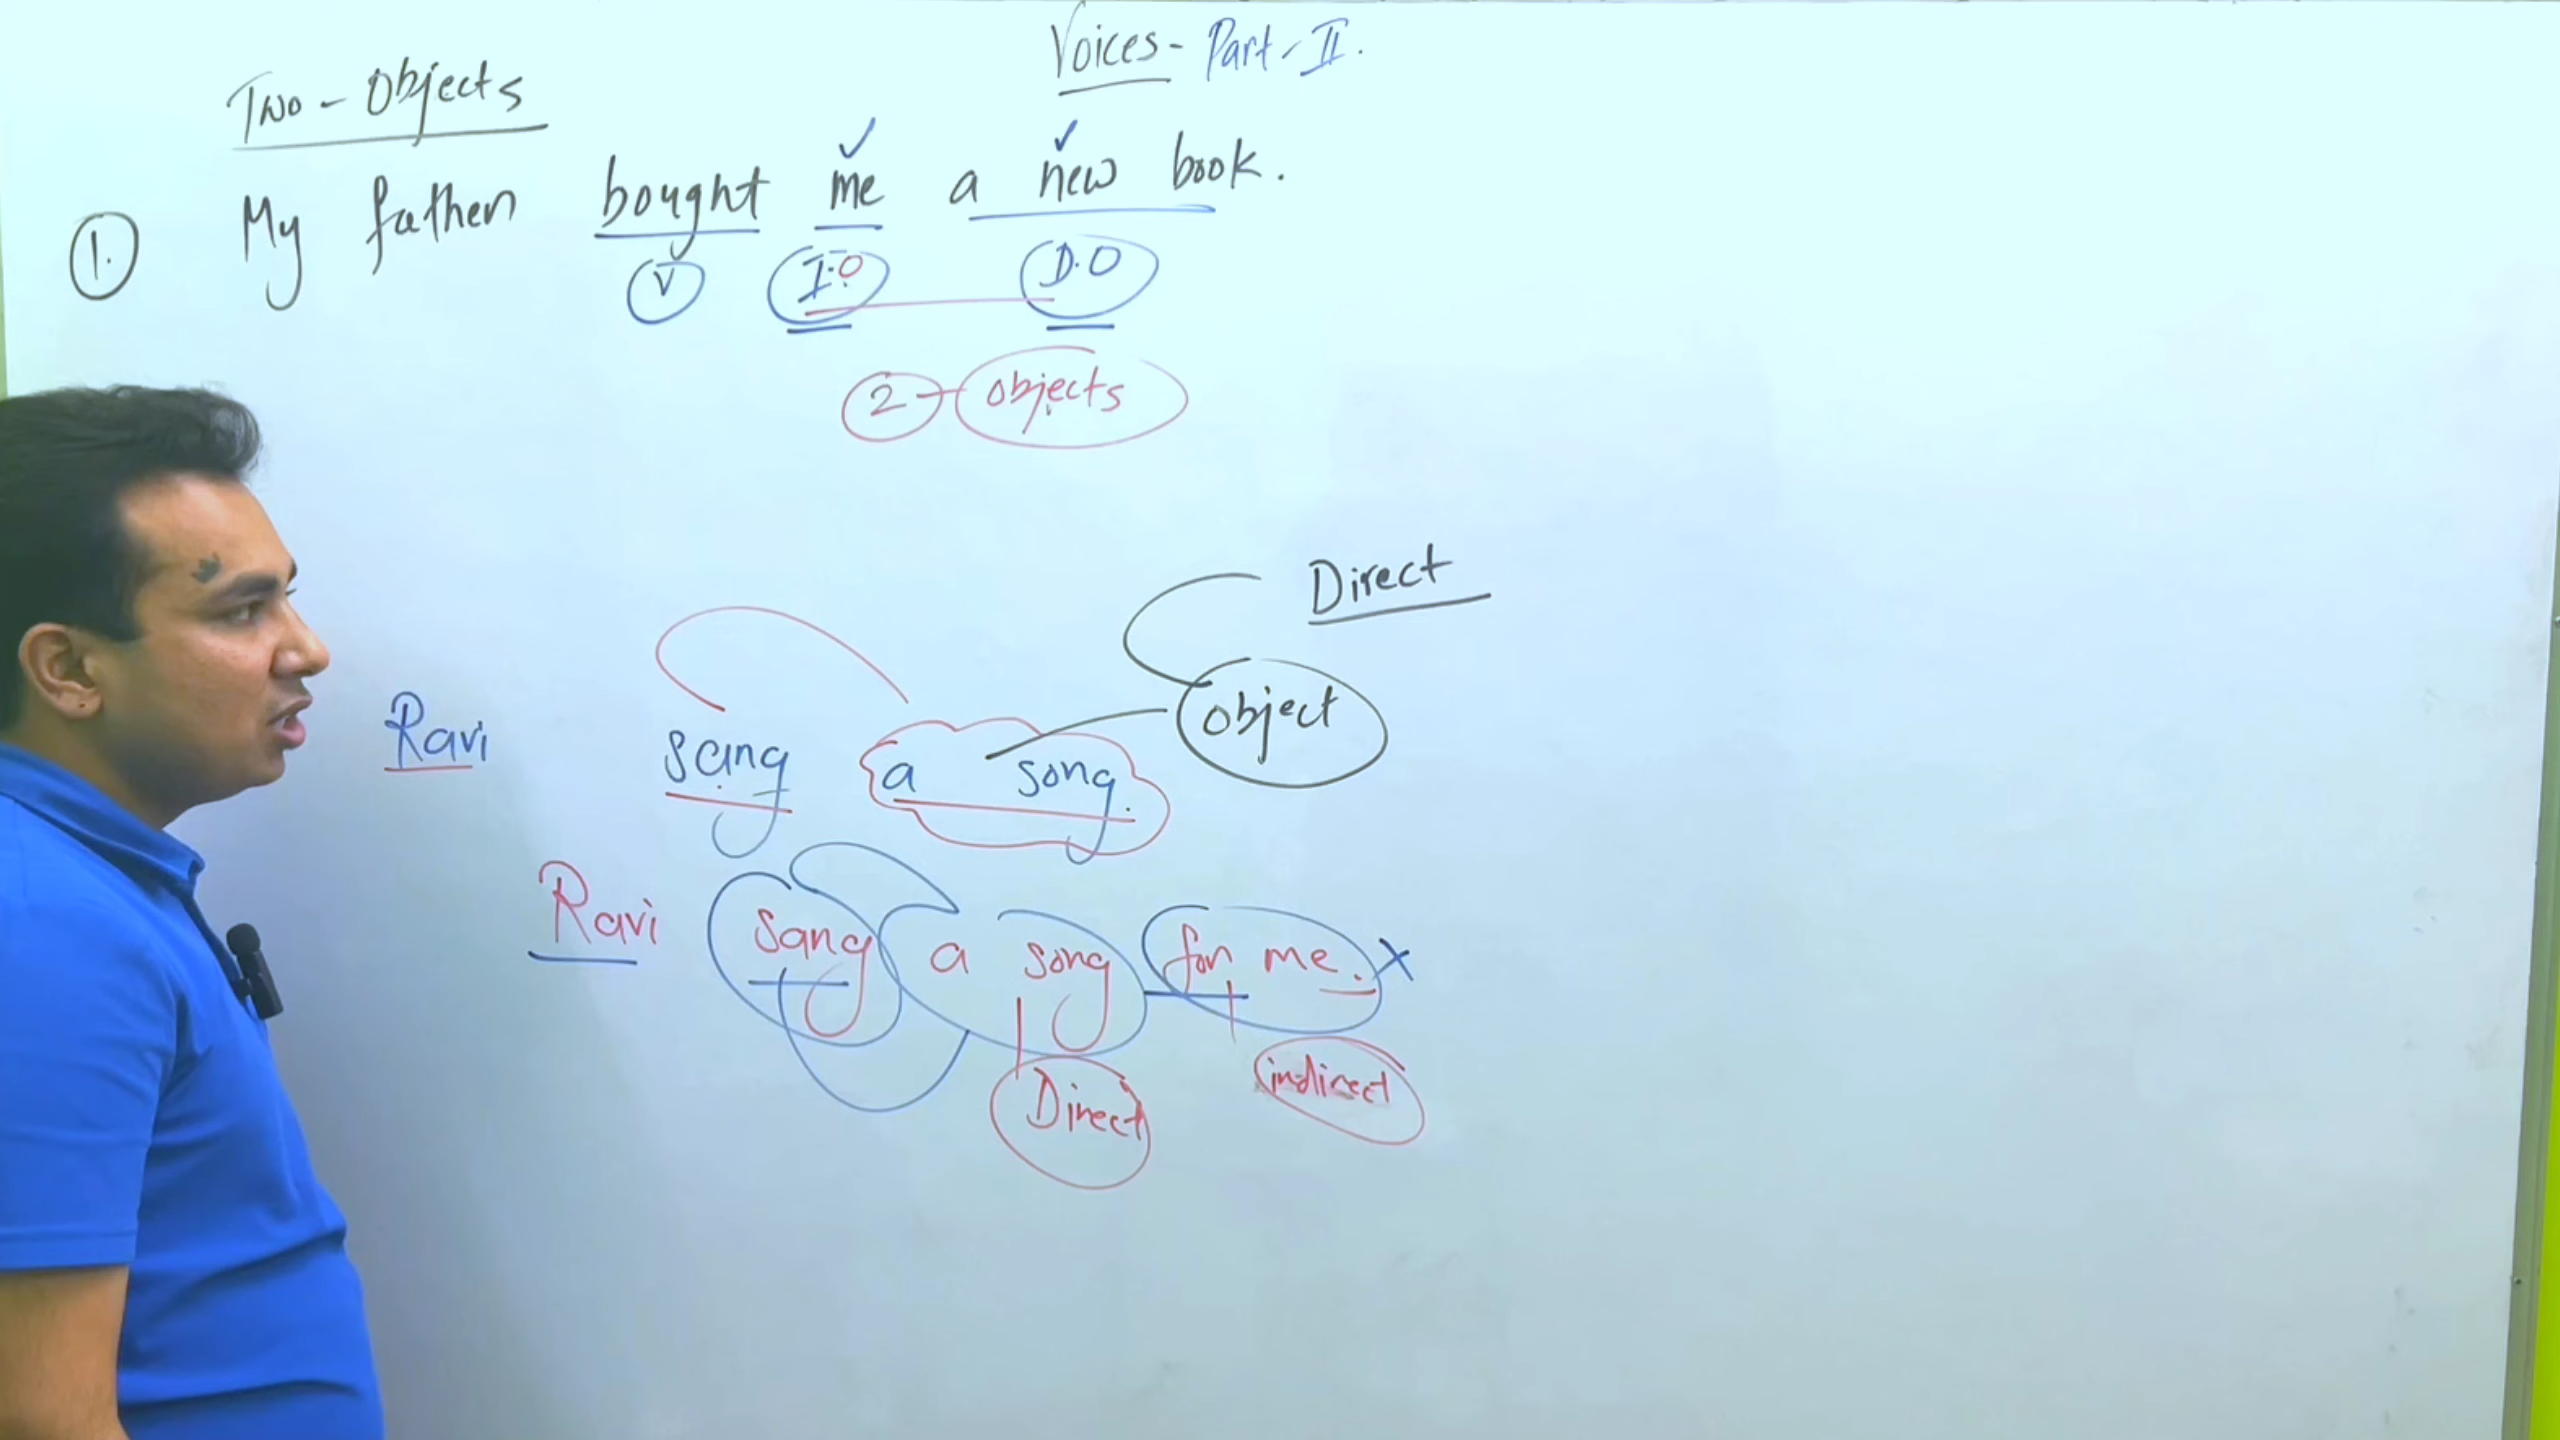 Voices - Part - II.
Two - Objects
1. My father bought me a new book.
V I.O D.O
2 objects
Direct
object
Ravi sang a song.
Ravi sang a song for me. x
Direct indirect